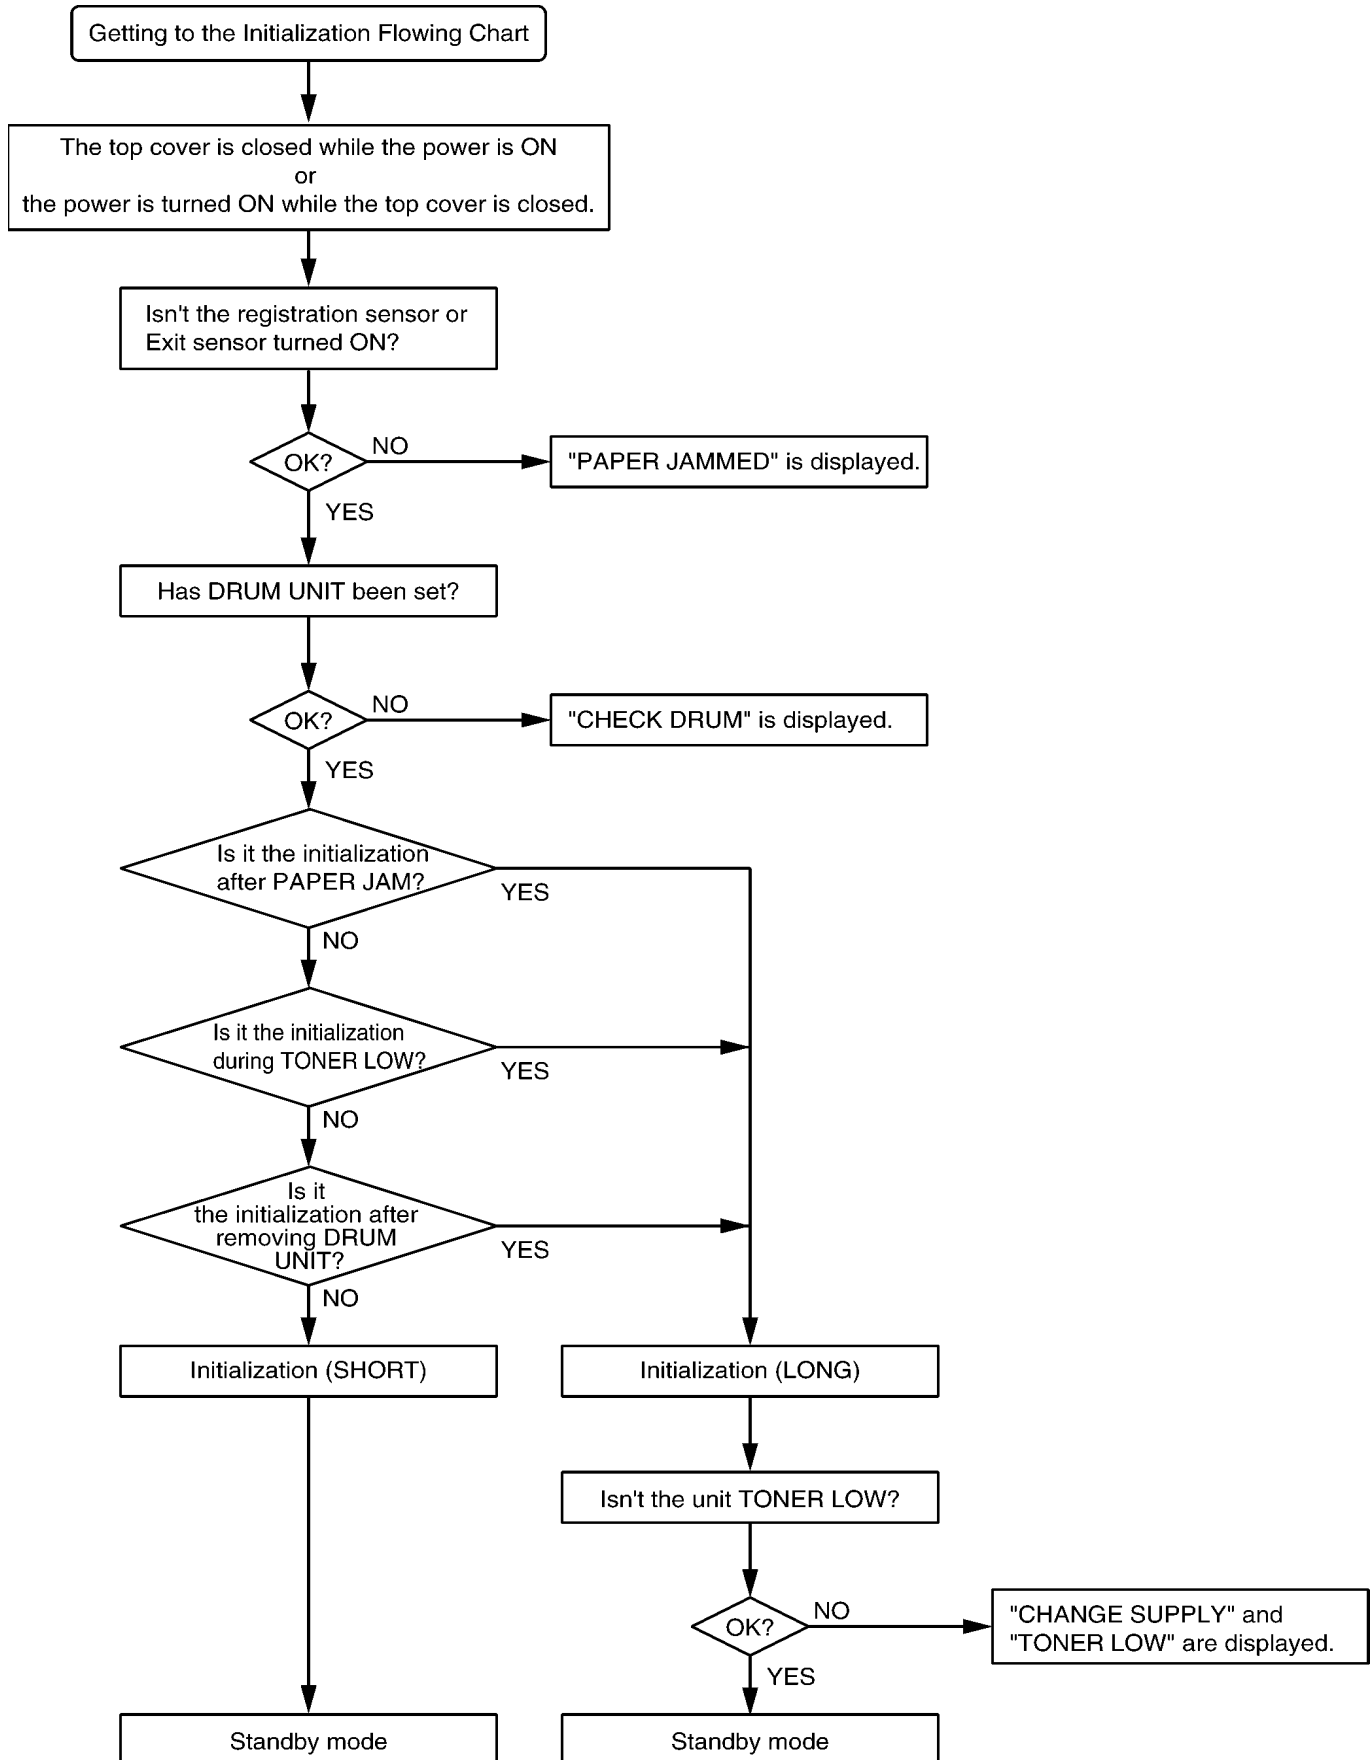 Getting to the Initialization Flowing Chart
The top cover is closed while the power is ON
or
the power is turned ON while the top cover is closed.
Isn't the registration sensor or
Exit sensor turned ON?
OK?
NO
"PAPER JAMMED" is displayed.
YES
Has DRUM UNIT been set?
OK?
NO
"CHECK DRUM" is displayed.
YES
Is it the initialization
after PAPER JAM?
YES
NO
Is it the initialization
during TONER LOW?
YES
NO
Is it
the initialization after
removing DRUM
UNIT?
YES
NO
Initialization (SHORT)
Initialization (LONG)
Isn't the unit TONER LOW?
OK?
NO
"CHANGE SUPPLY" and
"TONER LOW" are displayed.
YES
Standby mode
Standby mode